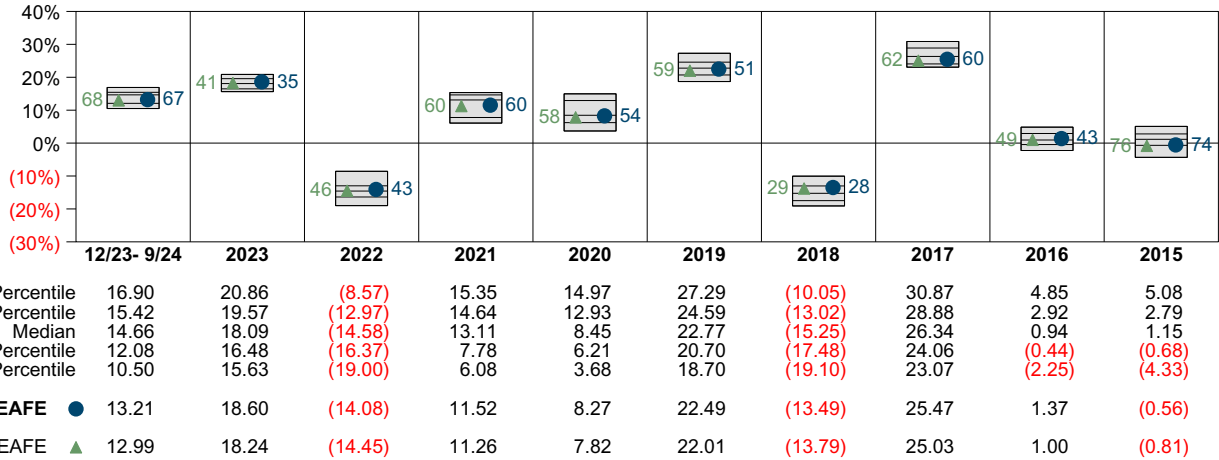 40%
30%
20%
10%
0%
(10%)
(20%)
(30%)
68 67
41 35
46 43
60 60
58 54
59 51
29 28
62 60
49 43
76 74
12/23- 9/24 2023 2022 2021 2020 2019 2018 2017 2016 2015
Percentile 16.90 20.86 (8.57) 15.35 14.97 27.29 (10.05) 30.87 4.85 5.08
Percentile 15.42 19.57 (12.97) 14.64 12.93 24.59 (13.02) 28.88 2.92 2.79
Median 14.66 18.09 (14.58) 13.11 8.45 22.77 (15.25) 26.34 0.94 1.15
Percentile 12.08 16.48 (16.37) 7.78 6.21 20.70 (17.48) 24.06 (0.44) (0.68)
Percentile 10.50 15.63 (19.00) 6.08 3.68 18.70 (19.10) 23.07 (2.25) (4.33)
EAFE 13.21 18.60 (14.08) 11.52 8.27 22.49 (13.49) 25.47 1.37 (0.56)
EAFE 12.99 18.24 (14.45) 11.26 7.82 22.01 (13.79) 25.03 1.00 (0.81)